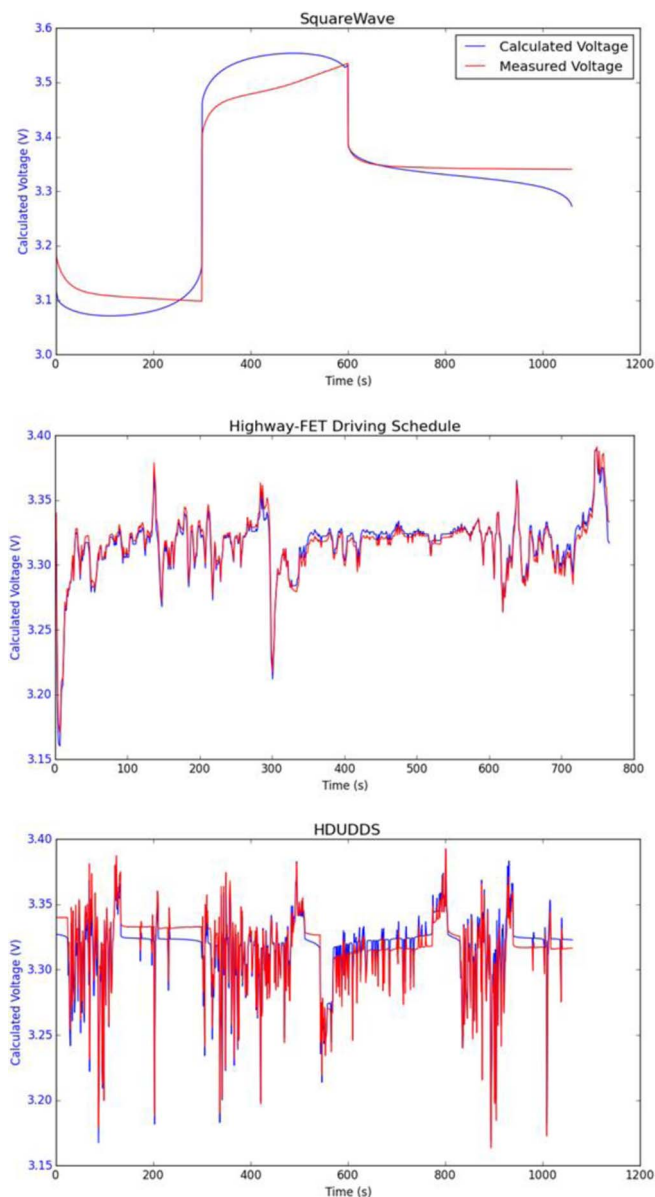 SquareWave
3.6
3.5
3.4
3.3
3.2
3.1
3.0
Calculated Voltage (V)
Calculated Voltage
Measured Voltage
0 200 400 600 800 1000 1200
Time (s)
Highway-FET Driving Schedule
3.40
3.35
3.30
3.25
3.20
3.15
Calculated Voltage (V)
0 100 200 300 400 500 600 700 800
Time (s)
HDUDDS
3.40
3.35
3.30
3.25
3.20
3.15
Calculated Voltage (V)
0 200 400 600 800 1000 1200
Time (s)